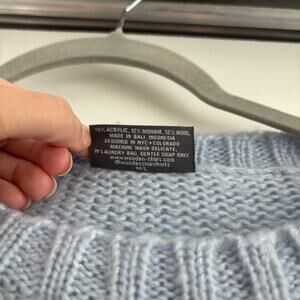 76% ACRYLIC, 12% MOHAIR, 12% WOOL
MADE IN BALI, INDONESIA
DESIGNED IN NYC + COLORADO
MACHINE WASH DELICATE,
IN LAUNDRY BAG, GENTLE SOAP ONLY
www.wooden-ships.com
@woodenshipsknits
M/L